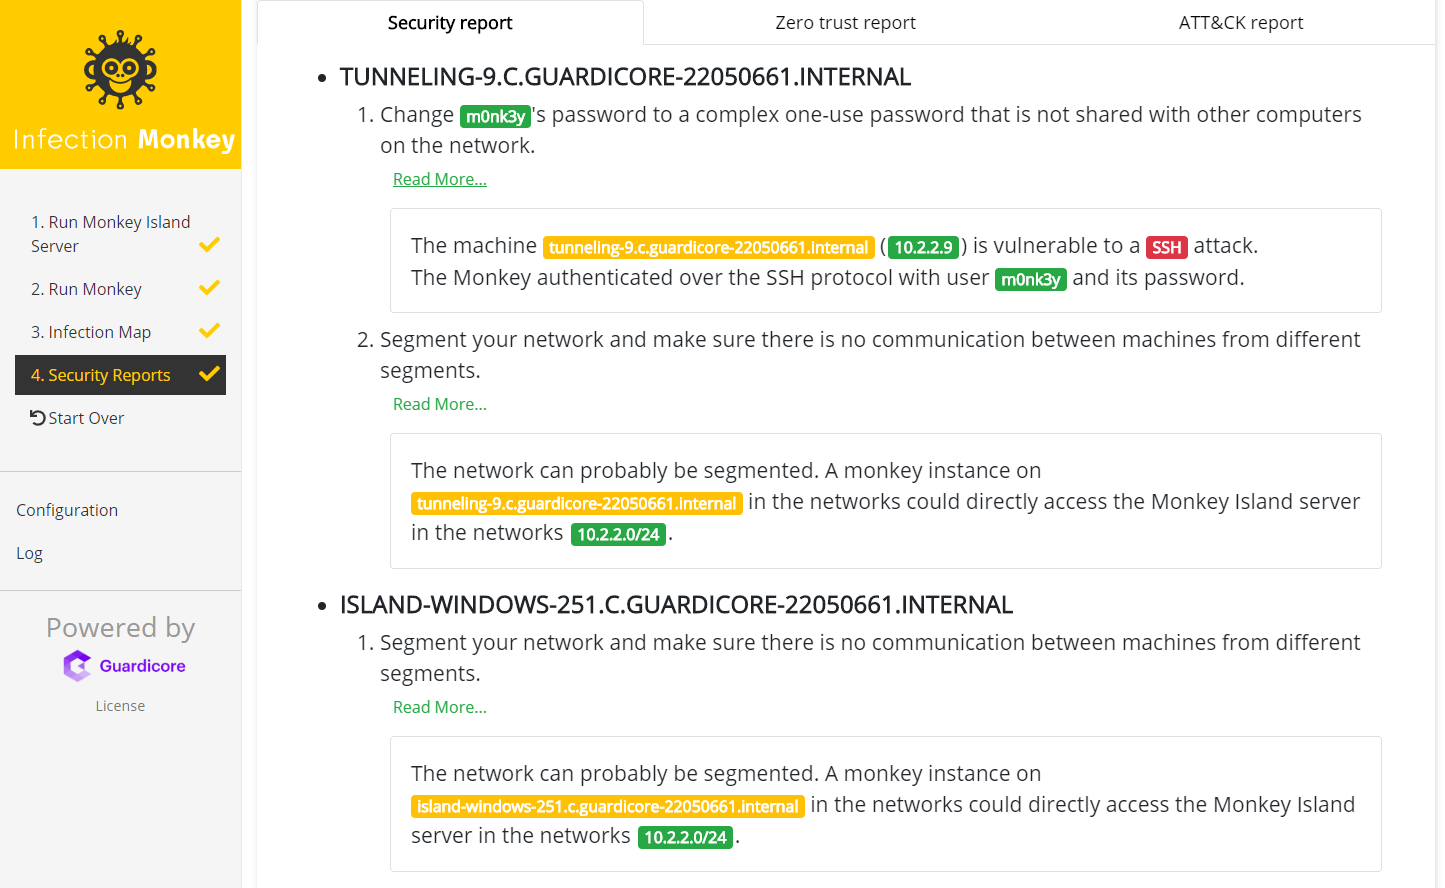 Infection Monkey
1. Run Monkey Island
Server
2. Run Monkey
3. Infection Map
4. Security Reports
Start Over
Configuration
Log
Powered by
Guardicore
License
Security report
Zero trust report
ATT&CK report
• TUNNELING-9.C.GUARDICORE-22050661.INTERNAL
1. Change m0nk3y's password to a complex one-use password that is not shared with other computers
on the network.
Read More...
The machine tunneling-9.c.guardicore-22050661.internal (10.2.2.9) is vulnerable to a SSH attack.
The Monkey authenticated over the SSH protocol with user m0nk3y and its password.
2. Segment your network and make sure there is no communication between machines from different
segments.
Read More...
The network can probably be segmented. A monkey instance on
tunneling-9.c.guardicore-22050661.internal in the networks could directly access the Monkey Island server
in the networks 10.2.2.0/24.
• ISLAND-WINDOWS-251.C.GUARDICORE-22050661.INTERNAL
1. Segment your network and make sure there is no communication between machines from different
segments.
Read More...
The network can probably be segmented. A monkey instance on
island-windows-251.c.guardicore-22050661.internal in the networks could directly access the Monkey Island
server in the networks 10.2.2.0/24.